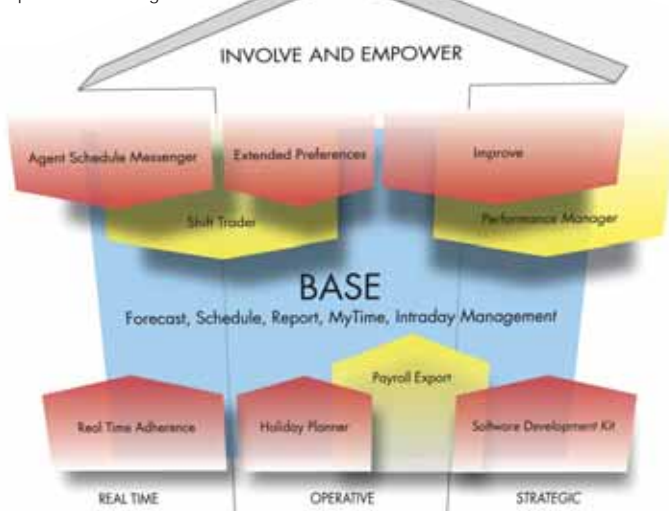 INVOLVE AND EMPOWER
Agent Schedule Messenger
Extended Preferences
Improve
Shift Trader
Performance Manager
BASE
Forecast, Schedule, Report, MyTime, Intraday Management
Payroll Export
Real Time Adherence
Holiday Planner
Software Development Kit
REAL TIME
OPERATIVE
STRATEGIC